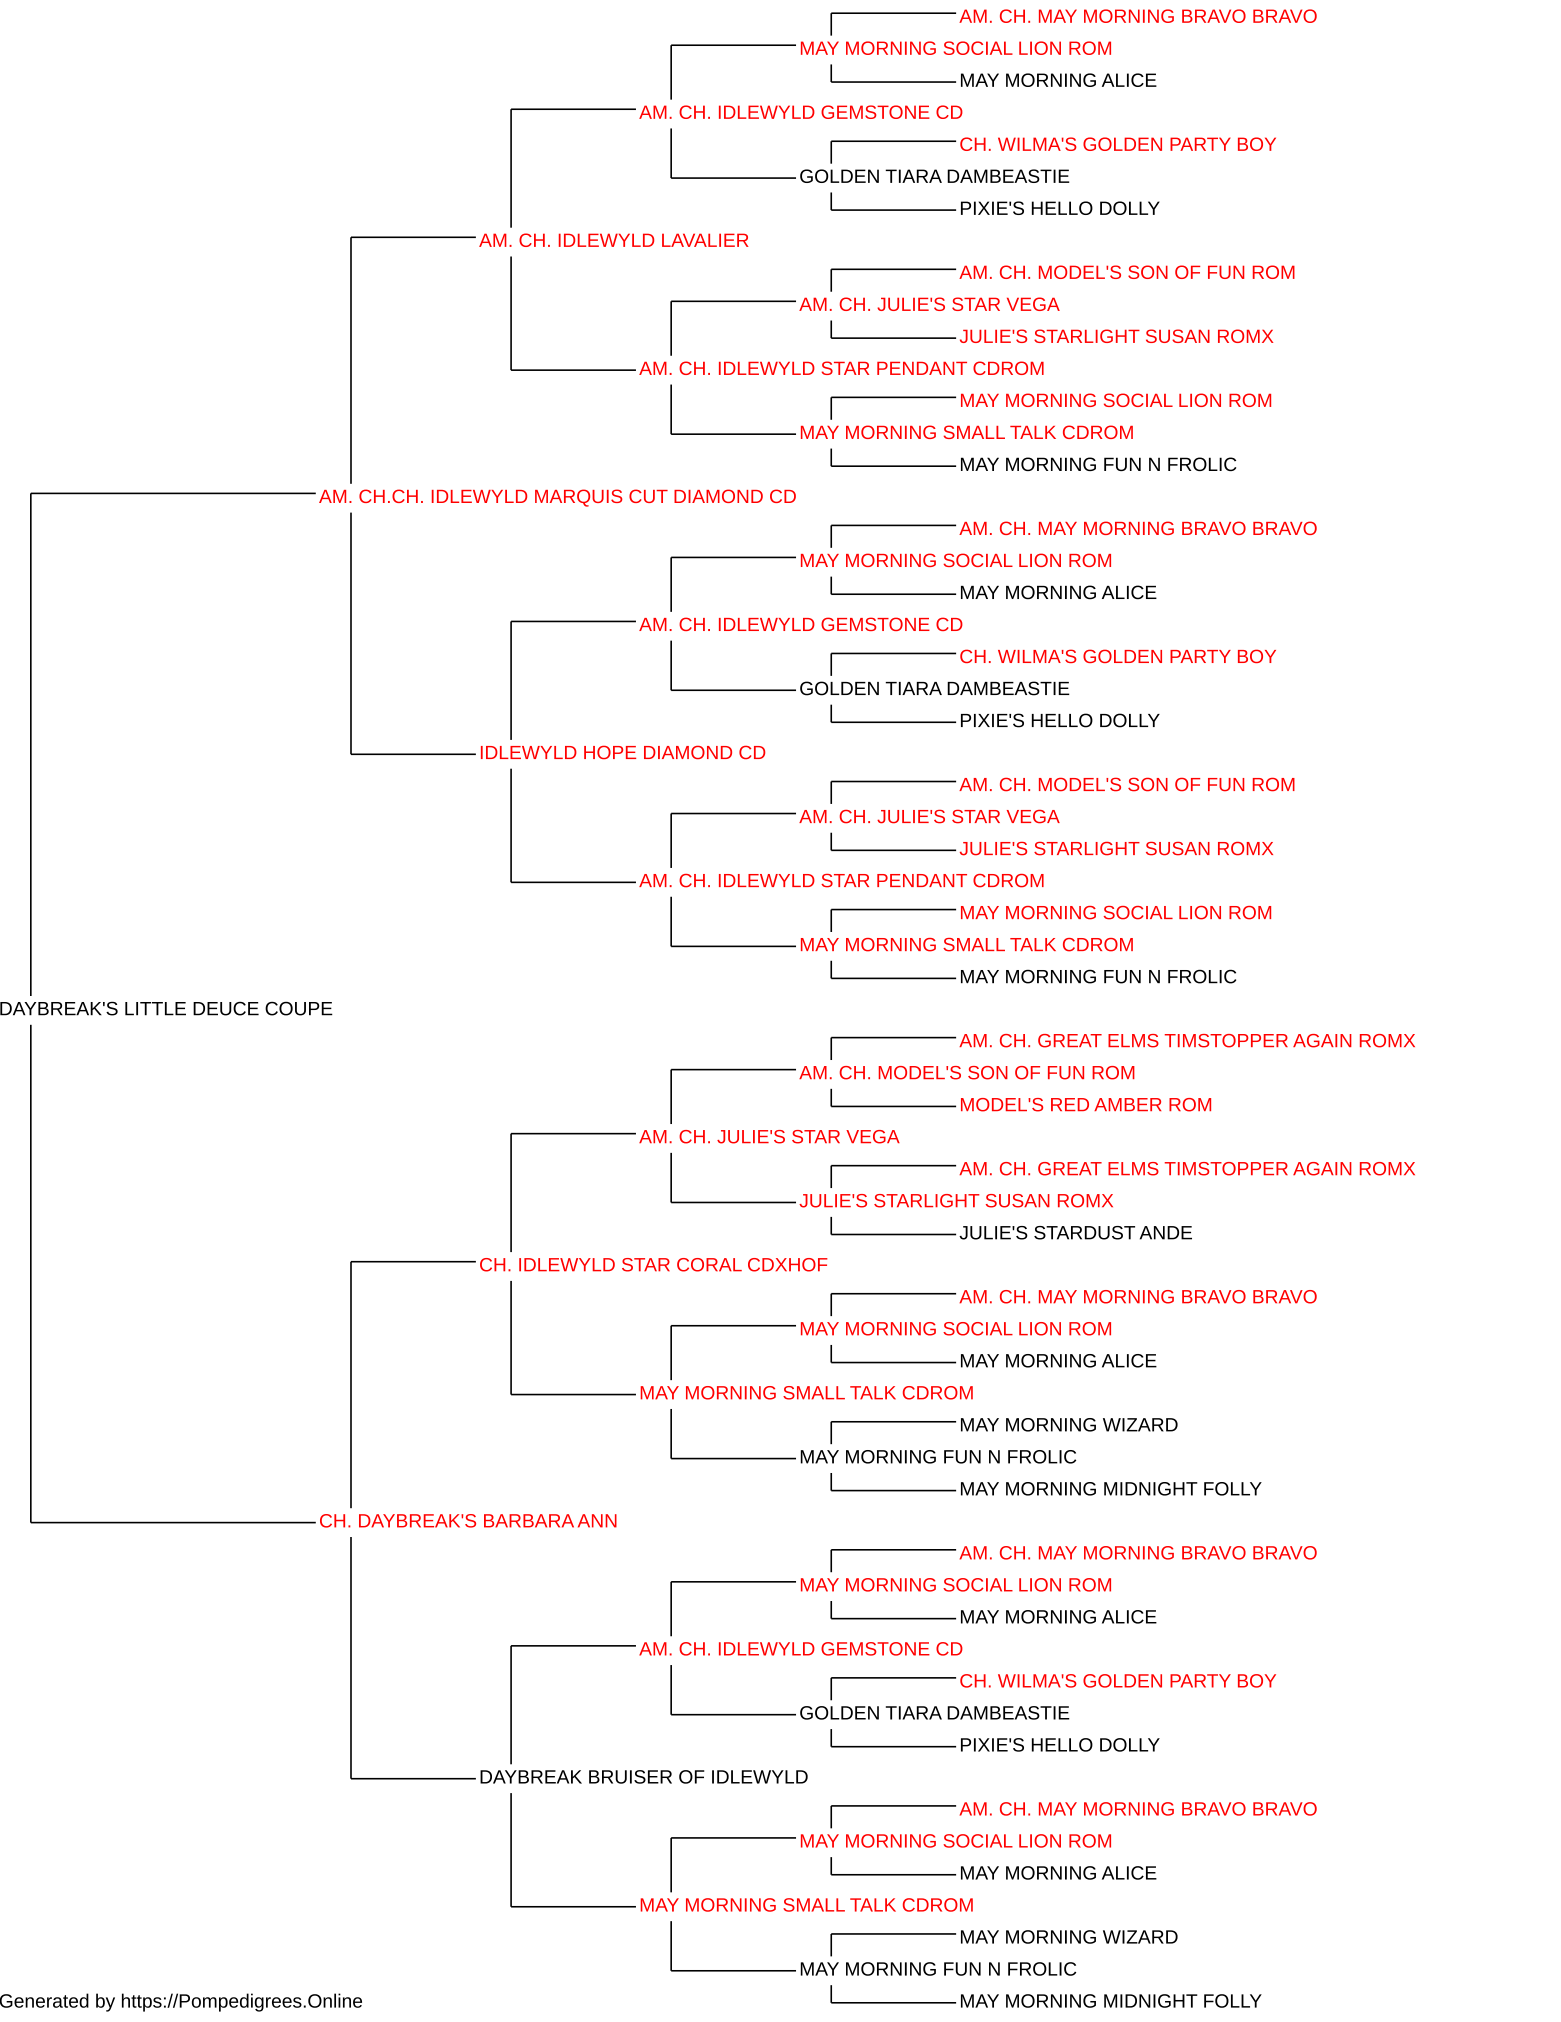 AM. CH. MAY MORNING BRAVO BRAVO
MAY MORNING SOCIAL LION ROM
MAY MORNING ALICE
AM. CH. IDLEWYLD GEMSTONE CD
CH. WILMA'S GOLDEN PARTY BOY
GOLDEN TIARA DAMBEASTIE
PIXIE'S HELLO DOLLY
AM. CH. IDLEWYLD LAVALIER
AM. CH. MODEL'S SON OF FUN ROM
AM. CH. JULIE'S STAR VEGA
JULIE'S STARLIGHT SUSAN ROMX
AM. CH. IDLEWYLD STAR PENDANT CDROM
MAY MORNING SOCIAL LION ROM
MAY MORNING SMALL TALK CDROM
MAY MORNING FUN N FROLIC
AM. CH.CH. IDLEWYLD MARQUIS CUT DIAMOND CD
AM. CH. MAY MORNING BRAVO BRAVO
MAY MORNING SOCIAL LION ROM
MAY MORNING ALICE
AM. CH. IDLEWYLD GEMSTONE CD
CH. WILMA'S GOLDEN PARTY BOY
GOLDEN TIARA DAMBEASTIE
PIXIE'S HELLO DOLLY
IDLEWYLD HOPE DIAMOND CD
AM. CH. MODEL'S SON OF FUN ROM
AM. CH. JULIE'S STAR VEGA
JULIE'S STARLIGHT SUSAN ROMX
AM. CH. IDLEWYLD STAR PENDANT CDROM
MAY MORNING SOCIAL LION ROM
MAY MORNING SMALL TALK CDROM
MAY MORNING FUN N FROLIC
DAYBREAK'S LITTLE DEUCE COUPE
AM. CH. GREAT ELMS TIMSTOPPER AGAIN ROMX
AM. CH. MODEL'S SON OF FUN ROM
MODEL'S RED AMBER ROM
AM. CH. JULIE'S STAR VEGA
AM. CH. GREAT ELMS TIMSTOPPER AGAIN ROMX
JULIE'S STARLIGHT SUSAN ROMX
JULIE'S STARDUST ANDE
CH. IDLEWYLD STAR CORAL CDXHOF
AM. CH. MAY MORNING BRAVO BRAVO
MAY MORNING SOCIAL LION ROM
MAY MORNING ALICE
MAY MORNING SMALL TALK CDROM
MAY MORNING WIZARD
MAY MORNING FUN N FROLIC
MAY MORNING MIDNIGHT FOLLY
CH. DAYBREAK'S BARBARA ANN
AM. CH. MAY MORNING BRAVO BRAVO
MAY MORNING SOCIAL LION ROM
MAY MORNING ALICE
AM. CH. IDLEWYLD GEMSTONE CD
CH. WILMA'S GOLDEN PARTY BOY
GOLDEN TIARA DAMBEASTIE
PIXIE'S HELLO DOLLY
DAYBREAK BRUISER OF IDLEWYLD
AM. CH. MAY MORNING BRAVO BRAVO
MAY MORNING SOCIAL LION ROM
MAY MORNING ALICE
MAY MORNING SMALL TALK CDROM
MAY MORNING WIZARD
MAY MORNING FUN N FROLIC
MAY MORNING MIDNIGHT FOLLY
Generated by https://Pompedigrees.Online